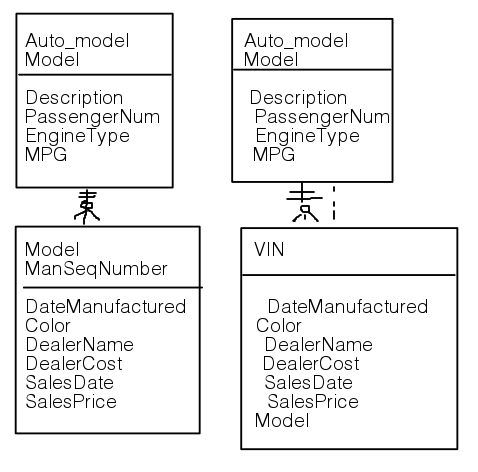 Auto_model
Model
Description
PassengerNum
EngineType
MPG
Model
ManSeqNumber
DateManufactured
Color
DealerName
DealerCost
SalesDate
SalesPrice
Auto_model
Model
Description
PassengerNum
EngineType
MPG
VIN
DateManufactured
Color
DealerName
DealerCost
SalesDate
SalesPrice
Model